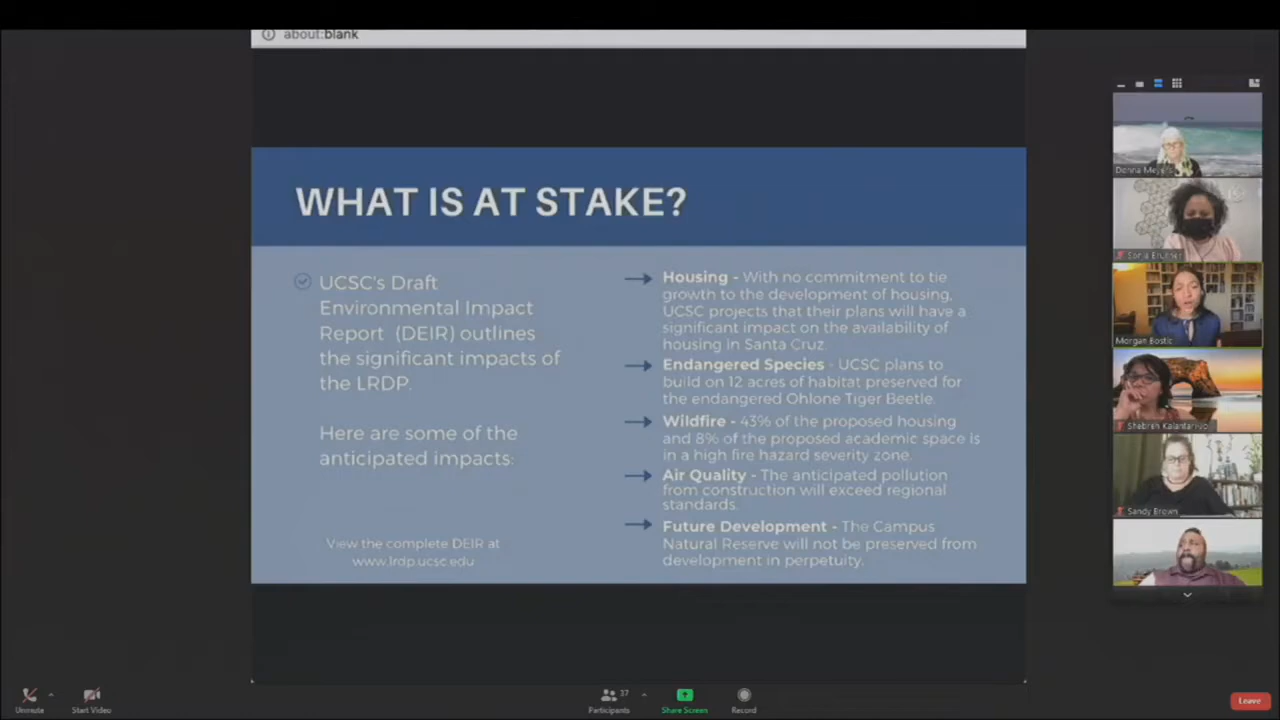 about:blank
WHAT IS AT STAKE?
UCSC's Draft
Environmental Impact
Report (DEIR) outlines
the significant impacts of
the LRDP.
Here are some of the
anticipated impacts:
View the complete DEIR at
www.lrdp.ucsc.edu
Housing - With no commitment to tie
growth to the development of housing,
UCSC projects that their plans will have a
significant impact on the availability of
housing in Santa Cruz.
Endangered Species - UCSC plans to
build on 12 acres of habitat preserved for
the endangered Ohlone Tiger Beetle.
Wildfire - 43% of the proposed housing
and 8% of the proposed academic space is
in a high fire hazard severity zone.
Air Quality - The anticipated pollution
from construction will exceed regional
standards.
Future Development - The Campus
Natural Reserve will not be preserved from
development in perpetuity.
Donna Meyers
Sonja Brunner
Morgan Bostic
Shebreh
Sandy Brown
Unmute
Start Video
37
Participants
Share Screen
Record
Leave